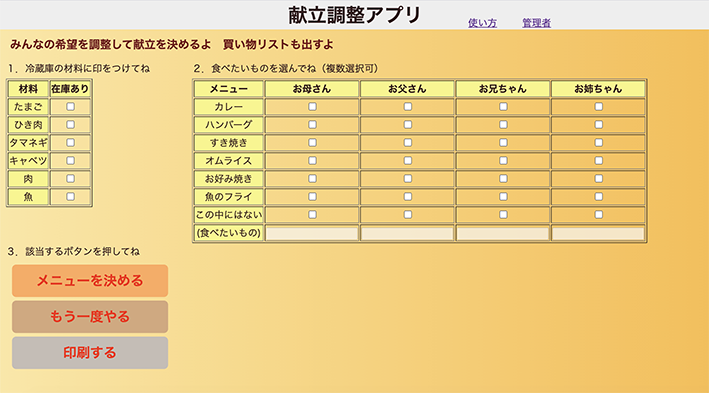 献立調整アプリ
使い方 管理者
みんなの希望を調整して献立を決めるよ 買い物リストも出すよ
1．冷蔵庫の材料に印をつけてね
材料 在庫あり
たまご
ひき肉
タマネギ
キャベツ
肉
魚
2．食べたいものを選んでね（複数選択可）
メニュー お母さん お父さん お兄ちゃん お姉ちゃん
カレー
ハンバーグ
すき焼き
オムライス
お好み焼き
魚のフライ
この中にはない
(食べたいもの)
3．該当するボタンを押してね
メニューを決める
もう一度やる
印刷する